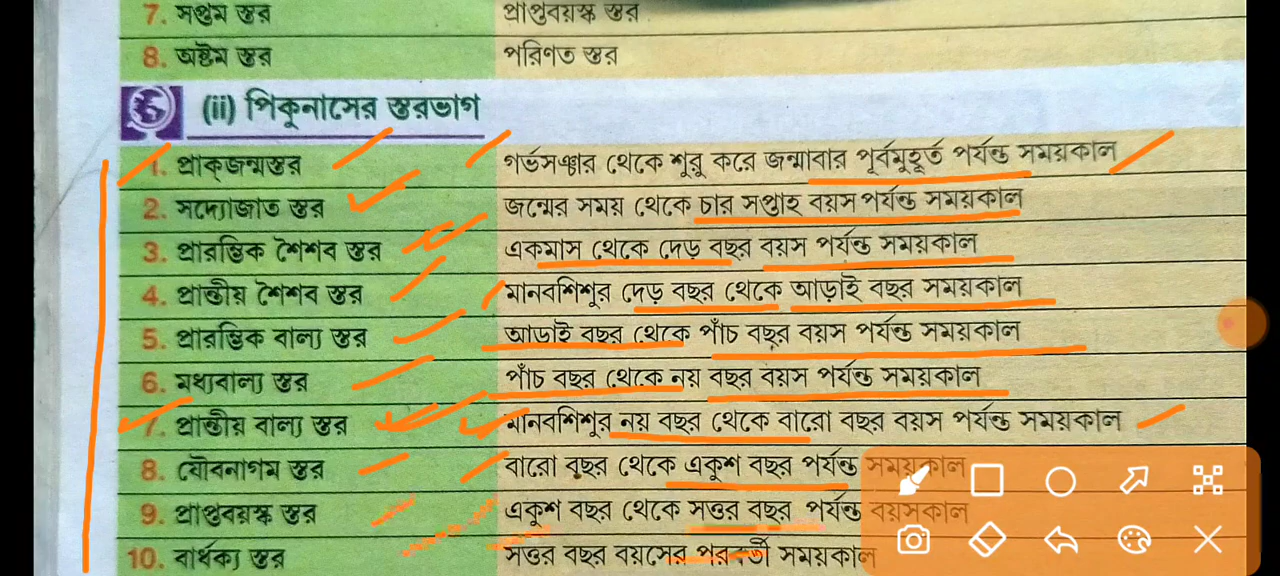 7. সপ্তম স্তর প্রাপ্তবয়স্ক স্তর
8. অষ্টম স্তর পরিণত স্তর
(ii) পিকুনাসের স্তরভাগ
1. প্রাক্‌জন্মস্তর গর্ভসঞ্চার থেকে শুরু করে জন্মাবার পূর্বমুহূর্ত পর্যন্ত সময়কাল
2. সদ্যোজাত স্তর জন্মের সময় থেকে চার সপ্তাহ বয়স পর্যন্ত সময়কাল
3. প্রারম্ভিক শৈশব স্তর একমাস থেকে দেড় বছর বয়স পর্যন্ত সময়কাল
4. প্রান্তীয় শৈশব স্তর মানবশিশুর দেড় বছর থেকে আড়াই বছর সময়কাল
5. প্রারম্ভিক বাল্য স্তর আড়াই বছর থেকে পাঁচ বছর বয়স পর্যন্ত সময়কাল
6. মধ্যবাল্য স্তর পাঁচ বছর থেকে নয় বছর বয়স পর্যন্ত সময়কাল
7. প্রান্তীয় বাল্য স্তর মানবশিশুর নয় বছর থেকে বারো বছর বয়স পর্যন্ত সময়কাল
8. যৌবনাগম স্তর বারো বছর থেকে একুশ বছর পর্যন্ত সময়কাল
9. প্রাপ্তবয়স্ক স্তর একুশ বছর থেকে সত্তর বছর পর্যন্ত বয়সকাল
10. বার্ধক্য স্তর সত্তর বছর বয়সের পরবর্তী সময়কাল